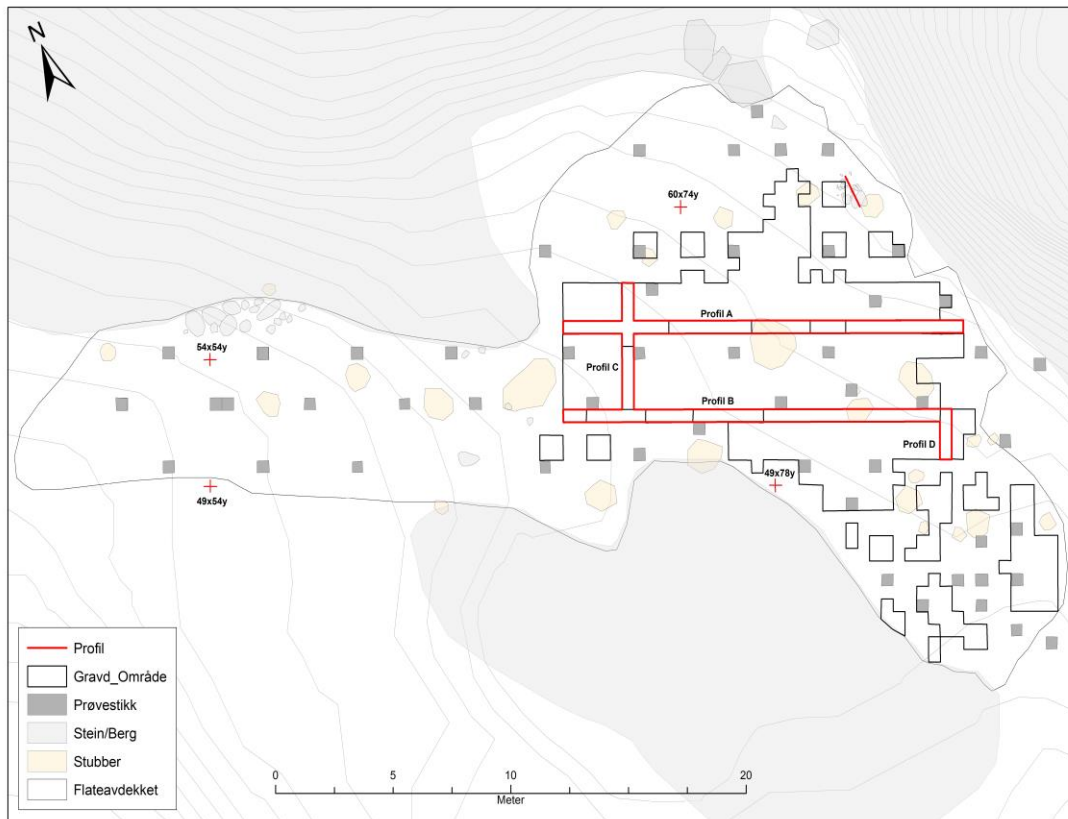 N
60x74y
Profil A
54x54y
Profil C
Profil B
Profil D
49x78y
49x54y
Profil
Gravd_Område
Prøvestikk
Stein/Berg
Stubber
Flateavdekket
0 5 10 20
Meter